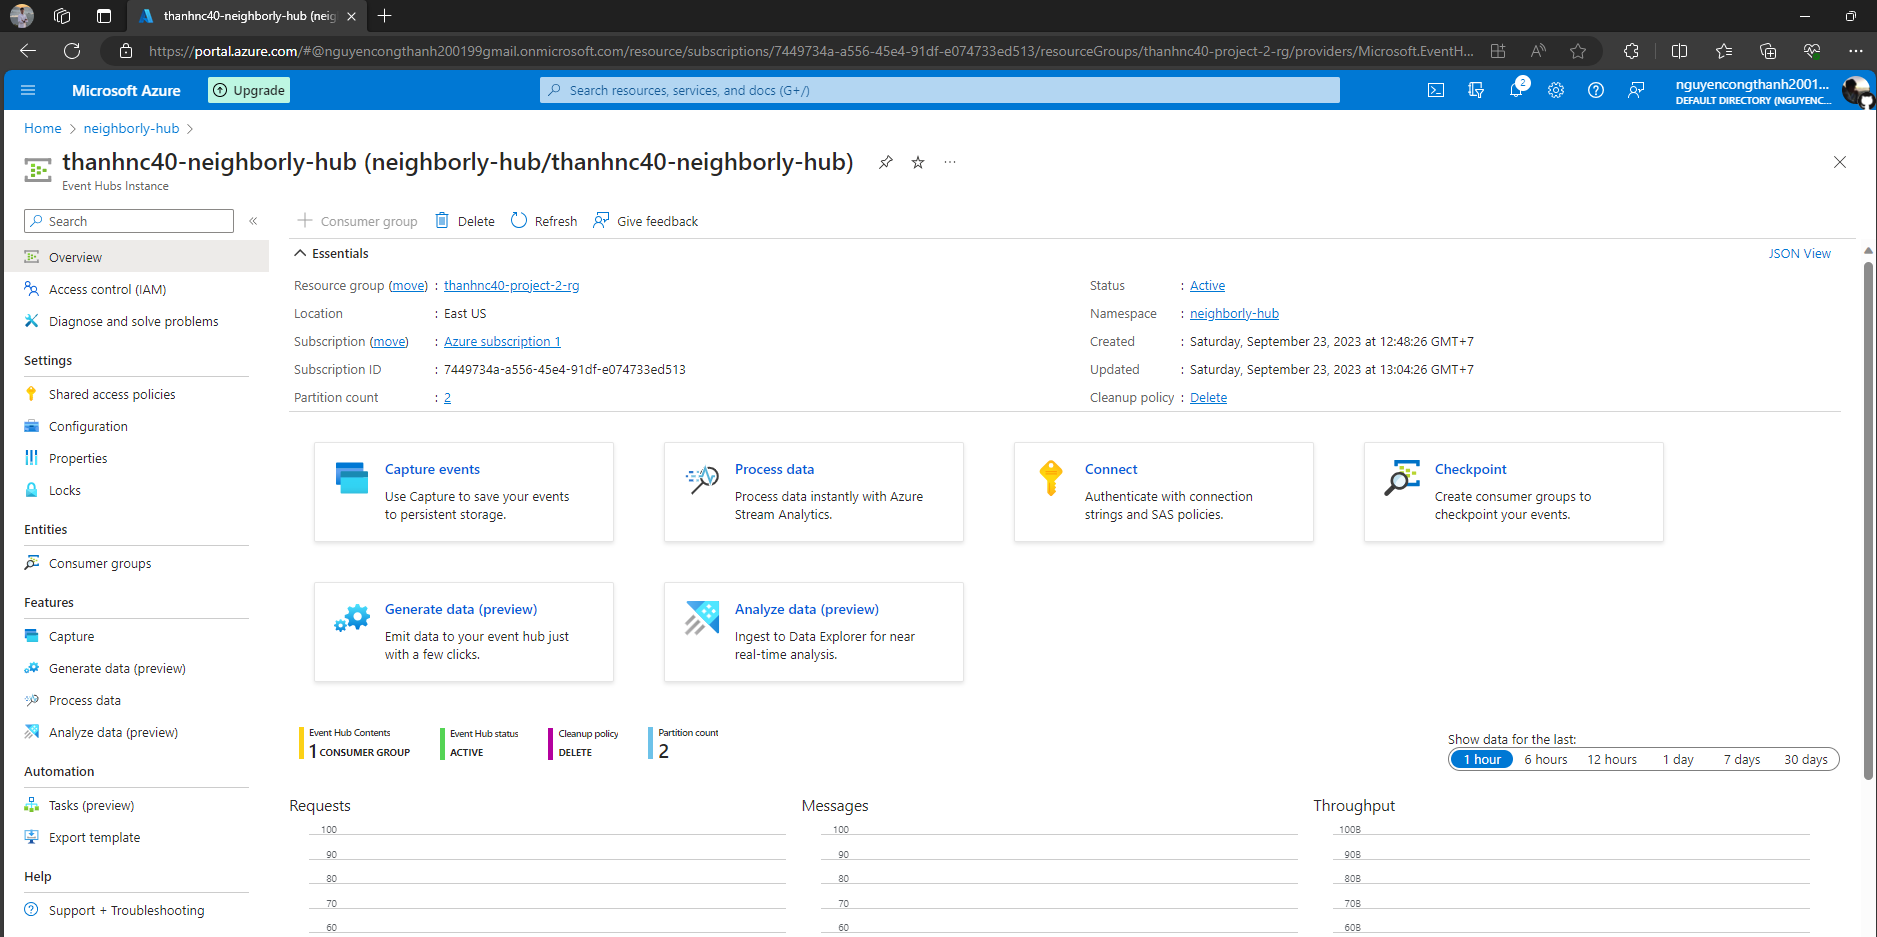 thanhnc40-neighborly-hub (neig
https://portal.azure.com/#@nguyencongthanh200199gmail.onmicrosoft.com/resource/subscriptions/7449734a-a556-45e4-91df-e074733ed513/resourceGroups/thanhnc40-project-2-rg/providers/Microsoft.EventH...
Microsoft Azure
Upgrade
Search resources, services, and docs (G+/)
2
nguyencongthanh2001...
DEFAULT DIRECTORY (NGUYENC...
Home > neighborly-hub >
thanhnc40-neighborly-hub (neighborly-hub/thanhnc40-neighborly-hub)
Event Hubs Instance
Search
Overview
Access control (IAM)
Diagnose and solve problems
Settings
Shared access policies
Configuration
Properties
Locks
Entities
Consumer groups
Features
Capture
Generate data (preview)
Process data
Analyze data (preview)
Automation
Tasks (preview)
Export template
Help
Support + Troubleshooting
Consumer group
Delete
Refresh
Give feedback
Essentials
JSON View
Resource group (move) : thanhnc40-project-2-rg
Location : East US
Subscription (move) : Azure subscription 1
Subscription ID : 7449734a-a556-45e4-91df-e074733ed513
Partition count : 2
Status : Active
Namespace : neighborly-hub
Created : Saturday, September 23, 2023 at 12:48:26 GMT+7
Updated : Saturday, September 23, 2023 at 13:04:26 GMT+7
Cleanup policy : Delete
Capture events
Use Capture to save your events
to persistent storage.
Process data
Process data instantly with Azure
Stream Analytics.
Connect
Authenticate with connection
strings and SAS policies.
Checkpoint
Create consumer groups to
checkpoint your events.
Generate data (preview)
Emit data to your event hub just
with a few clicks.
Analyze data (preview)
Ingest to Data Explorer for near
real-time analysis.
Event Hub Contents
1 CONSUMER GROUP
Event Hub status
ACTIVE
Cleanup policy
DELETE
Partition count
2
Show data for the last:
1 hour
6 hours
12 hours
1 day
7 days
30 days
Requests
100
90
80
70
60
Messages
100
90
80
70
60
Throughput
100B
90B
80B
70B
60B